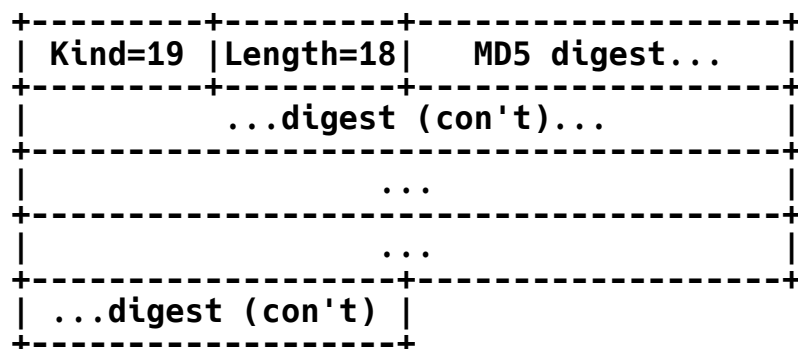 +---------+---------+-------------------+
| Kind=19 |Length=18|   MD5 digest...   |
+---------+---------+-------------------+
|          ...digest (con't)...         |
+---------------------------------------+
|                  ...                  |
+---------------------------------------+
|                  ...                  |
+-------------------+-------------------+
| ...digest (con't) |
+-------------------+